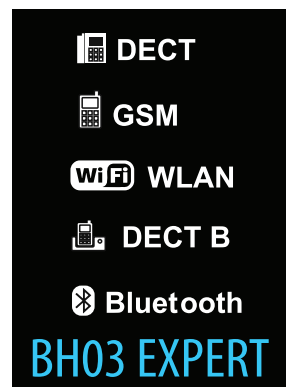 DECT
GSM
WiFi WLAN
DECT B
Bluetooth
BH03 EXPERT